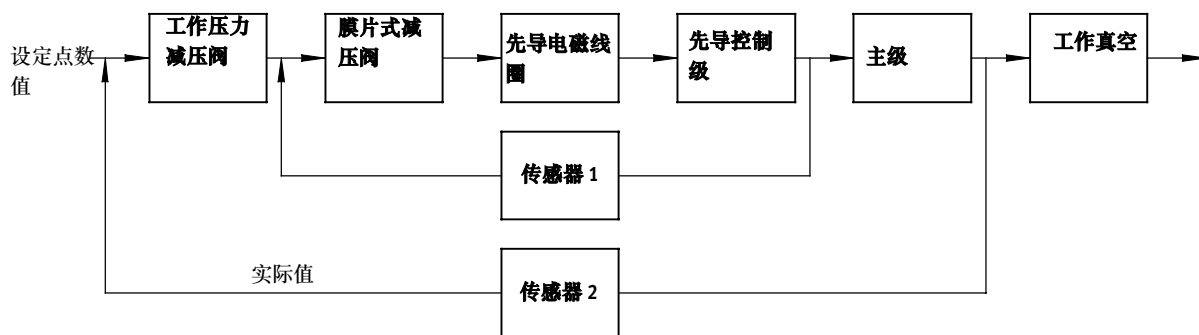 设定点数
值
工作压力
减压阀
膜片式减
压阀
先导电磁线
圈
先导控制
级
主级
工作真空
传感器 1
实际值
传感器 2